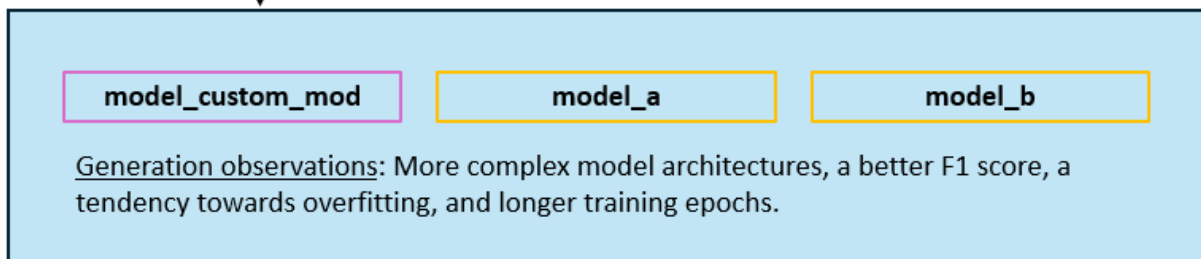 model_custom_mod model_a model_b
Generation observations: More complex model architectures, a better F1 score, a
tendency towards overfitting, and longer training epochs.